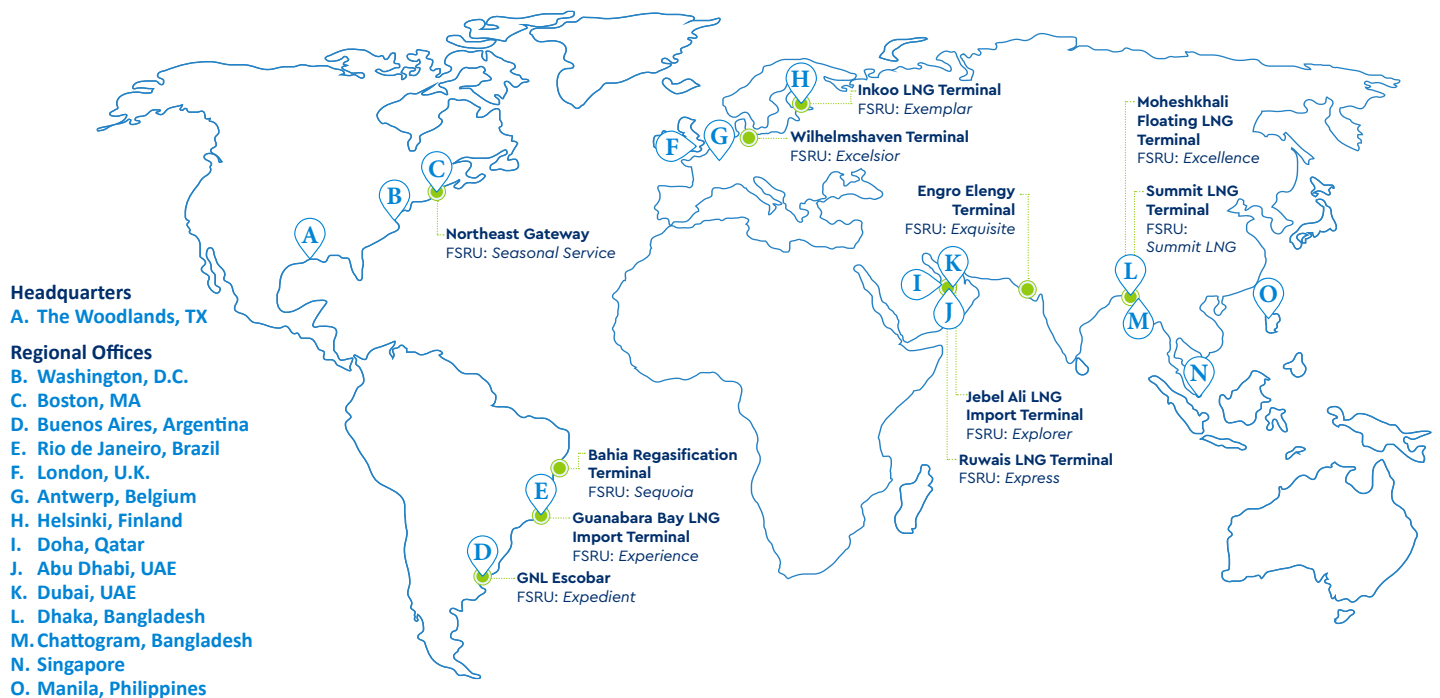 H
Inkoo LNG Terminal
FSRU: Exemplar
Moheshkhali
Floating LNG
Terminal
FSRU: Excellence
F
G
Wilhelmshaven Terminal
FSRU: Excelsior
C
B
Engro Elengy
Terminal
FSRU: Exquisite
Summit LNG
Terminal
FSRU:
Summit LNG
A
Northeast Gateway
FSRU: Seasonal Service
K
I
J
L
M
O
N
Headquarters
A. The Woodlands, TX
Regional Offices
B. Washington, D.C.
C. Boston, MA
D. Buenos Aires, Argentina
E. Rio de Janeiro, Brazil
F. London, U.K.
G. Antwerp, Belgium
H. Helsinki, Finland
I. Doha, Qatar
J. Abu Dhabi, UAE
K. Dubai, UAE
L. Dhaka, Bangladesh
M. Chattogram, Bangladesh
N. Singapore
O. Manila, Philippines
Jebel Ali LNG
Import Terminal
FSRU: Explorer
Ruwais LNG Terminal
FSRU: Express
Bahia Regasification
Terminal
FSRU: Sequoia
E
Guanabara Bay LNG
Import Terminal
FSRU: Experience
D
GNL Escobar
FSRU: Expedient